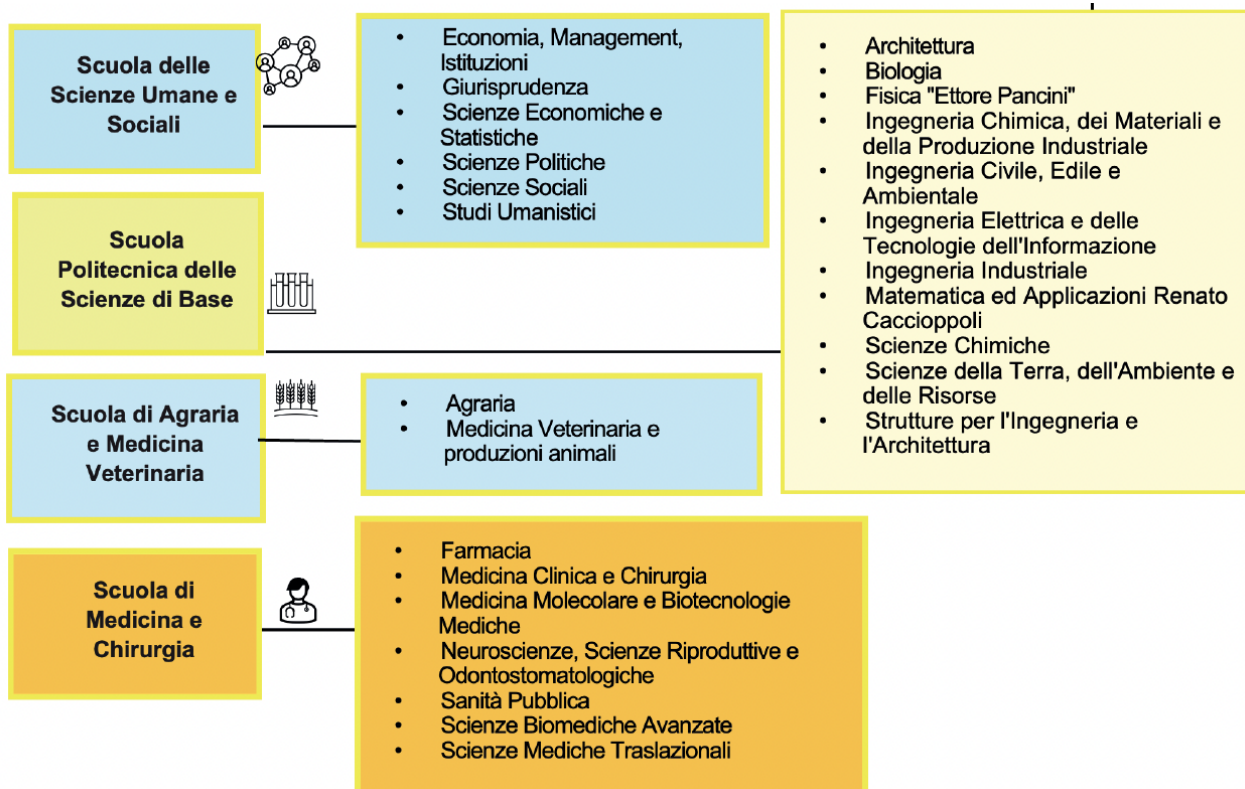 Scuola delle
Scienze Umane e
Sociali
• Economia, Management,
Istituzioni
• Giurisprudenza
• Scienze Economiche e
Statistiche
• Scienze Politiche
• Scienze Sociali
• Studi Umanistici
Scuola
Politecnica delle
Scienze di Base
• Architettura
• Biologia
• Fisica "Ettore Pancini"
• Ingegneria Chimica, dei Materiali e
della Produzione Industriale
• Ingegneria Civile, Edile e
Ambientale
• Ingegneria Elettrica e delle
Tecnologie dell'Informazione
• Ingegneria Industriale
• Matematica ed Applicazioni Renato
Caccioppoli
• Scienze Chimiche
• Scienze della Terra, dell'Ambiente e
delle Risorse
• Strutture per l'Ingegneria e
l'Architettura
Scuola di Agraria
e Medicina
Veterinaria
• Agraria
• Medicina Veterinaria e
produzioni animali
Scuola di
Medicina e
Chirurgia
• Farmacia
• Medicina Clinica e Chirurgia
• Medicina Molecolare e Biotecnologie
Mediche
• Neuroscienze, Scienze Riproduttive e
Odontostomatologiche
• Sanità Pubblica
• Scienze Biomediche Avanzate
• Scienze Mediche Traslazionali